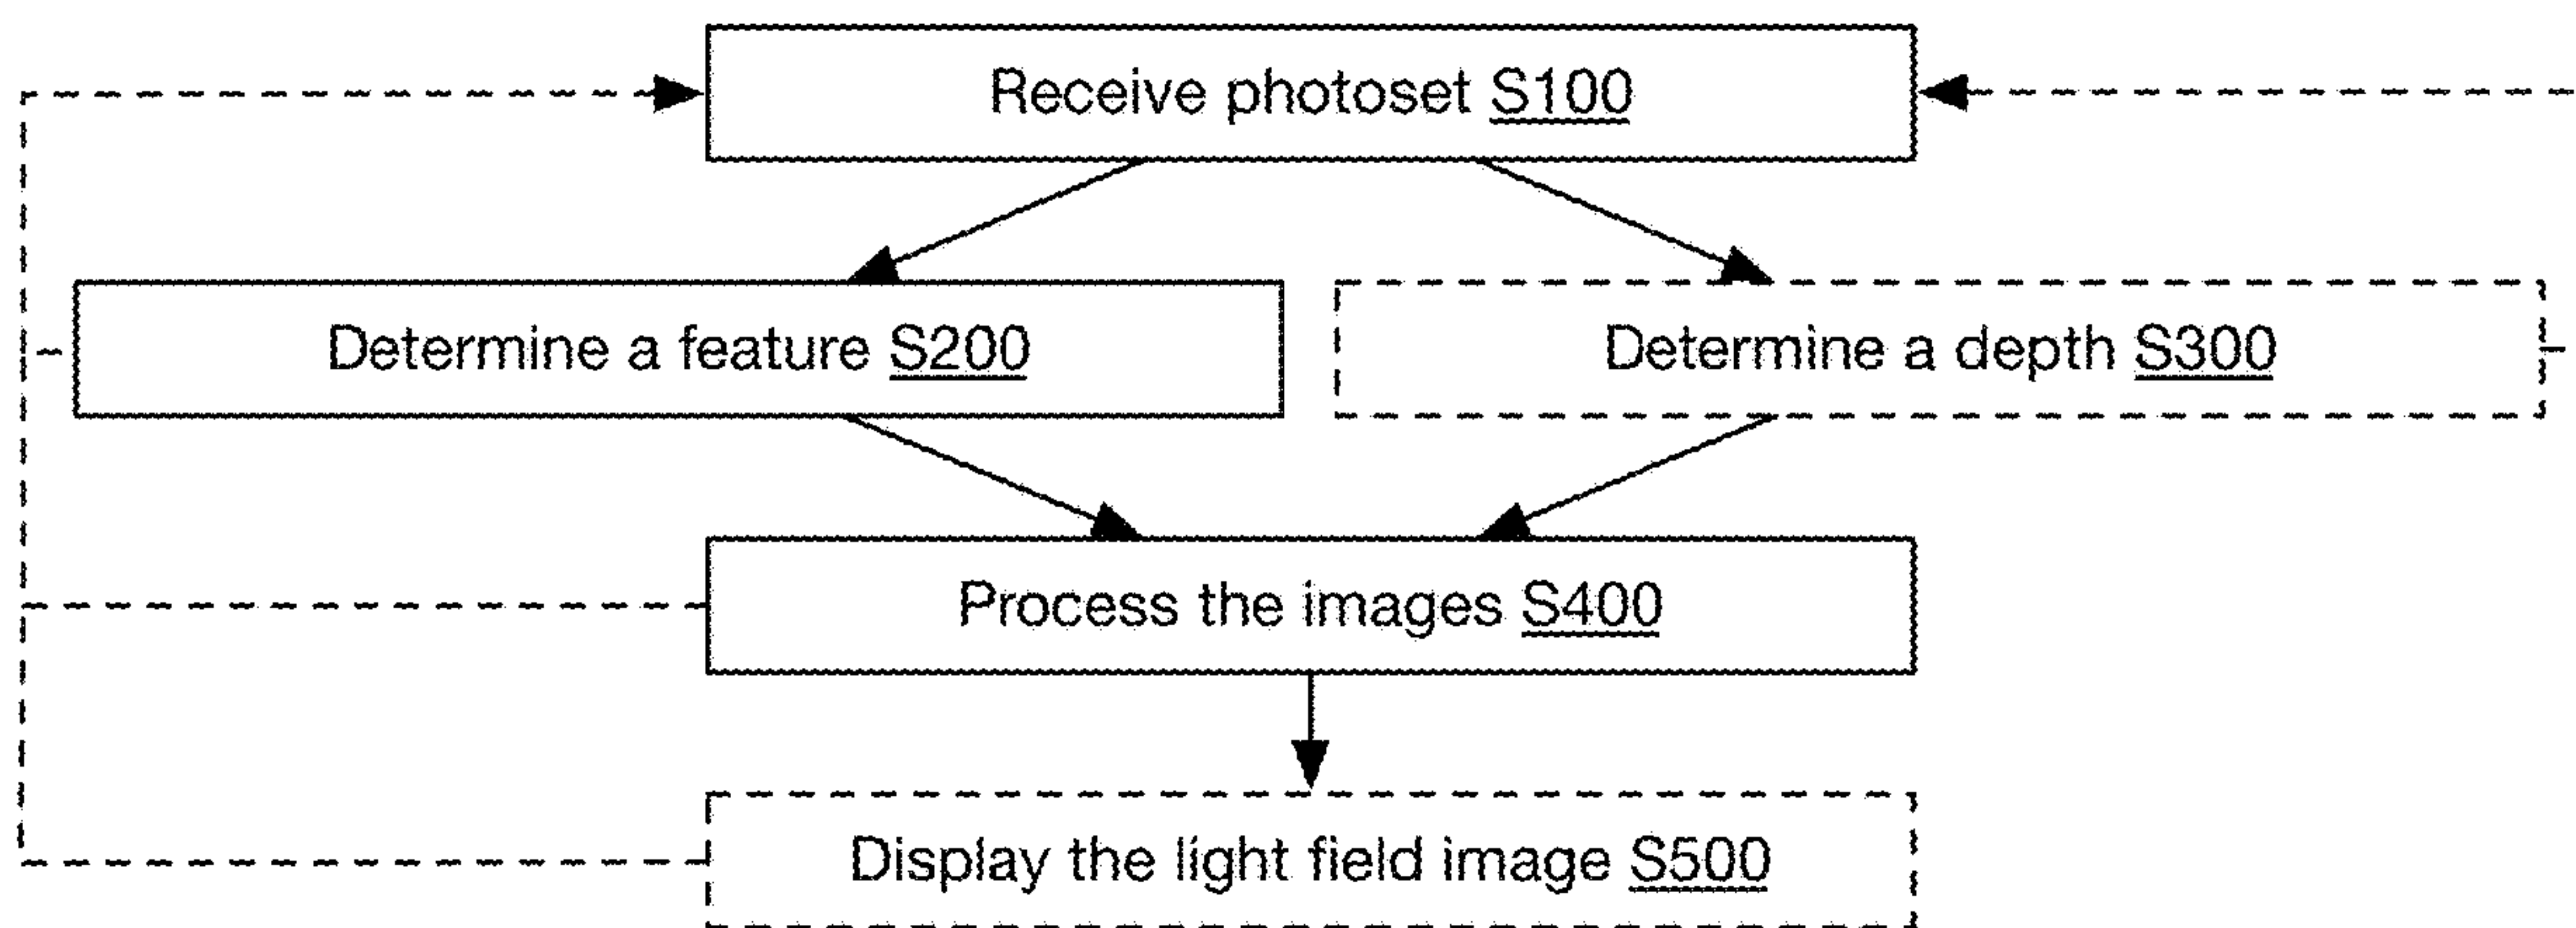 Receive photoset S100
Determine a feature S200
Determine a depth S300
Process the images S400
Display the light field image S500